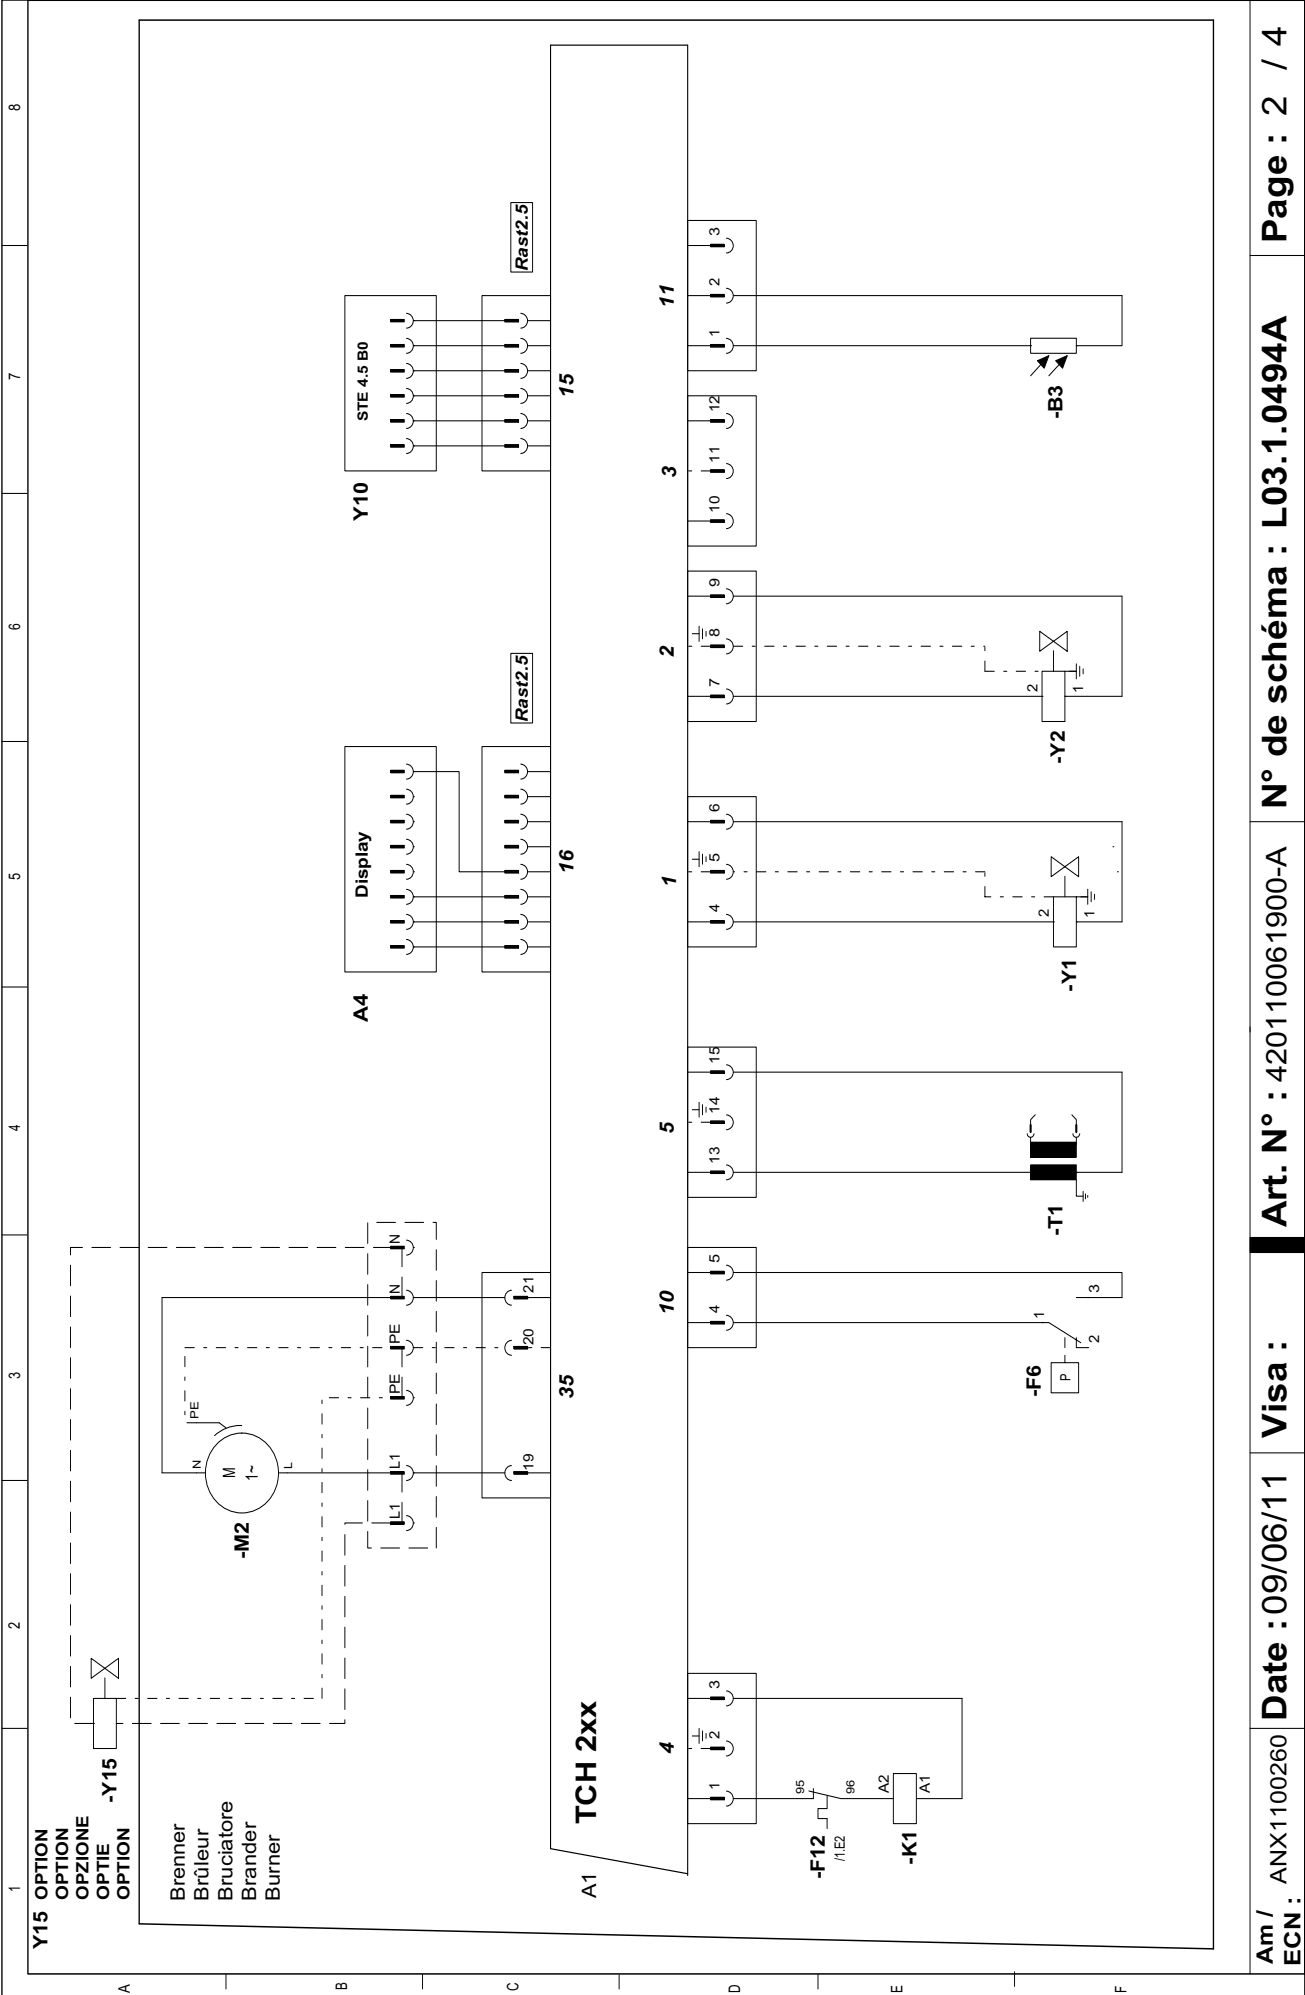 1 2 3 4 5 6 7 8
A
B
C
D
E
F
Y15 OPTION
OPTION
OPZIONE
OPTIE
OPTION
-Y15
Brenner
Brûleur
Bruciatore
Brander
Burner
-M2
M
1~
N
L
PE
L1 L1 PE PE N N
A4
Display
Y10
STE 4.5 B0
Rast2.5
Rast2.5
19 20 21
35
16
15
A1
TCH 2xx
4
10
5
1
2
3
11
1 2 3
4 5
13 14 15
4 5 6
7 8 9
10 11 12
1 2 3
95
-F12
/1.E2
96
A2
-K1
A1
-F6
P
1
2
3
-T1
-Y1
2
1
-Y2
2
1
-B3
Am /
ECN : ANX1100260
Date : 09/06/11
Visa :
Art. N° : 420110061900-A
N° de schéma : L03.1.0494A
Page : 2 / 4